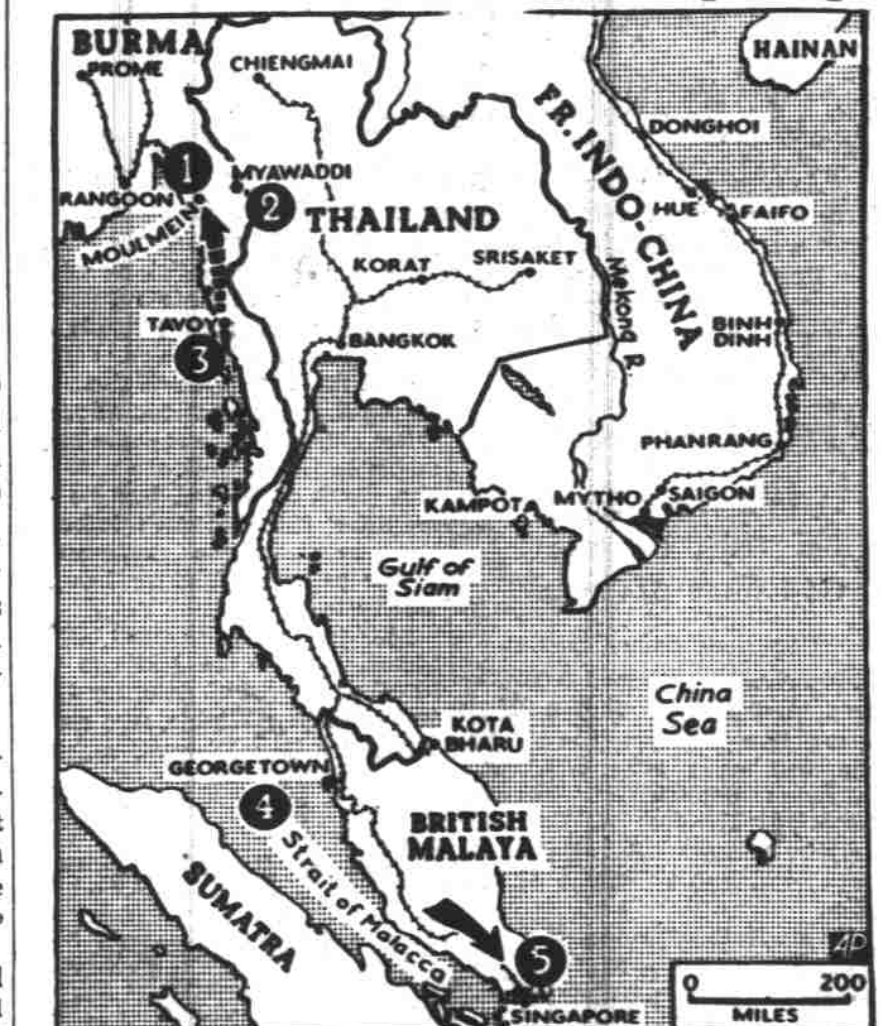 BURMA
PROME
CHIENGMAI
HAINAN
FR. INDO-CHINA
DONGHOI
1
MYAWADDI
RANGOON
2
MOULMEIN
THAILAND
HUE
FAIFO
KORAT
SRISAKET
Mekong R.
TAVOY
3
BANGKOK
BINH
DINH
PHANRANG
KAMPOTA
MYTHO
SAIGON
Gulf of
Siam
China
Sea
KOTA
BHARU
GEORGETOWN
4
Strait of Malacca
BRITISH
MALAYA
SUMATRA
5
AP
0 200
MILES
SINGAPORE